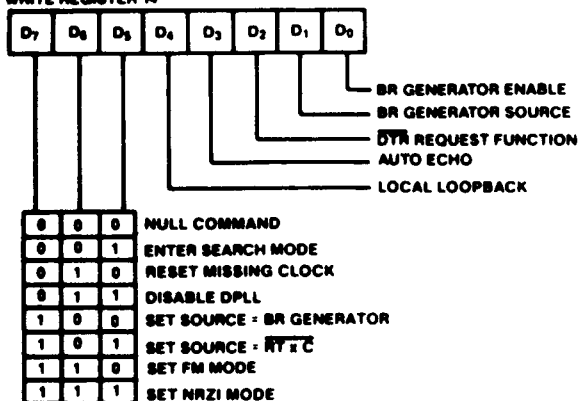 WRITE REGISTER 14
D7 D6 D5 D4 D3 D2 D1 D0
BR GENERATOR ENABLE
BR GENERATOR SOURCE
DTR REQUEST FUNCTION
AUTO ECHO
LOCAL LOOPBACK
0 0 0 NULL COMMAND
0 0 1 ENTER SEARCH MODE
0 1 0 RESET MISSING CLOCK
0 1 1 DISABLE DPLL
1 0 0 SET SOURCE = BR GENERATOR
1 0 1 SET SOURCE = RT x C
1 1 0 SET FM MODE
1 1 1 SET NRZI MODE